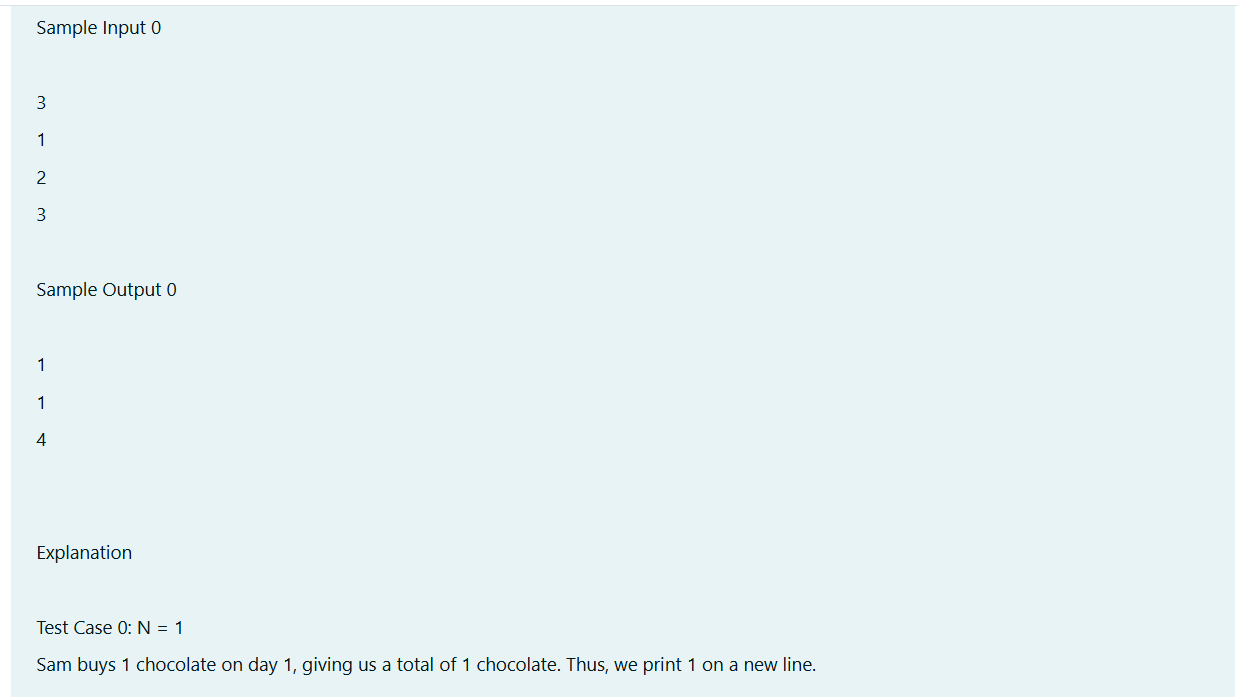 Sample Input 0
3
1
2
3
Sample Output 0
1
1
4
Explanation
Test Case 0: N = 1
Sam buys 1 chocolate on day 1, giving us a total of 1 chocolate. Thus, we print 1 on a new line.